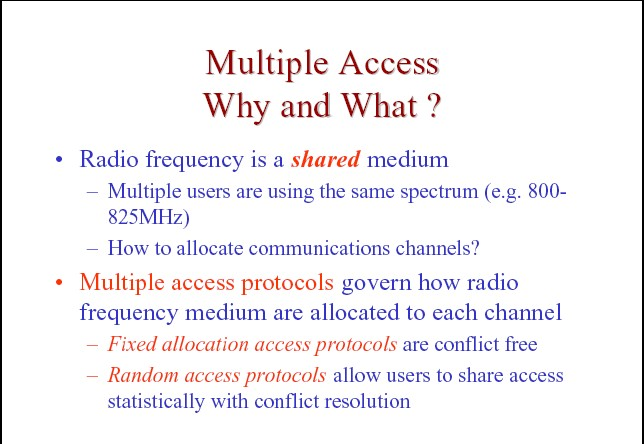 Multiple Access
Why and What ?
• Radio frequency is a shared medium
– Multiple users are using the same spectrum (e.g. 800-
825MHz)
– How to allocate communications channels?
• Multiple access protocols govern how radio
frequency medium are allocated to each channel
– Fixed allocation access protocols are conflict free
– Random access protocols allow users to share access
statistically with conflict resolution